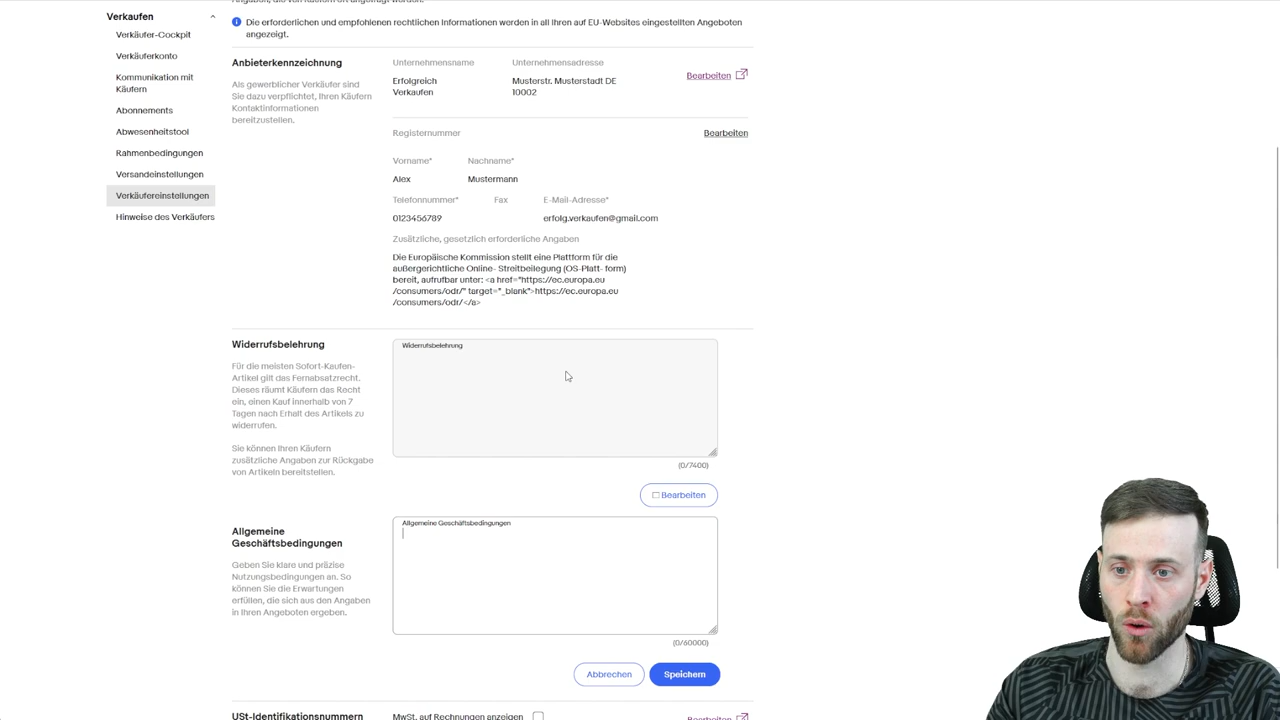 Verkaufen
Verkäufer-Cockpit
Verkäuferkonto
Kommunikation mit
Käufern
Abonnements
Abwesenheitstool
Rahmenbedingungen
Versandeinstellungen
Verkäufereinstellungen
Hinweise des Verkäufers
Die erforderlichen und empfohlenen rechtlichen Informationen werden in all Ihren auf EU-Websites eingestellten Angeboten
angezeigt.
Anbieterkennzeichnung
Als gewerblicher Verkäufer sind
Sie dazu verpflichtet, Ihren Käufern
Kontaktinformationen
bereitzustellen.
Unternehmensname
Erfolgreich
Verkaufen
Unternehmensadresse
Musterstr. Musterstadt DE
10002
Bearbeiten
Registernummer
Bearbeiten
Vorname*
Nachname*
Alex
Mustermann
Telefonnummer*
Fax
E-Mail-Adresse*
0123456789
erfolg.verkaufen@gmail.com
Zusätzliche, gesetzlich erforderliche Angaben
Die Europäische Kommission stellt eine Plattform für die
außergerichtliche Online- Streitbeilegung (OS-Platt- form)
bereit, aufrufbar unter: <a href="https://ec.europa.eu
/consumers/odr/" target="_blank">https://ec.europa.eu
/consumers/odr/</a>
Widerrufsbelehrung
Für die meisten Sofort-Kaufen-
Artikel gilt das Fernabsatzrecht.
Dieses räumt Käufern das Recht
ein, einen Kauf innerhalb von 7
Tagen nach Erhalt des Artikels zu
widerrufen.
Sie können Ihren Käufern
zusätzliche Angaben zur Rückgabe
von Artikeln bereitstellen.
Widerrufsbelehrung
(0/7400)
Bearbeiten
Allgemeine
Geschäftsbedingungen
Geben Sie klare und präzise
Nutzungsbedingungen an. So
können Sie die Erwartungen
erfüllen, die sich aus den Angaben
in Ihren Angeboten ergeben.
Allgemeine Geschäftsbedingungen
(0/60000)
Abbrechen
Speichern
USt-Identifikationsnummern
MwSt. auf Rechnungen anzeigen
Bearbeiten